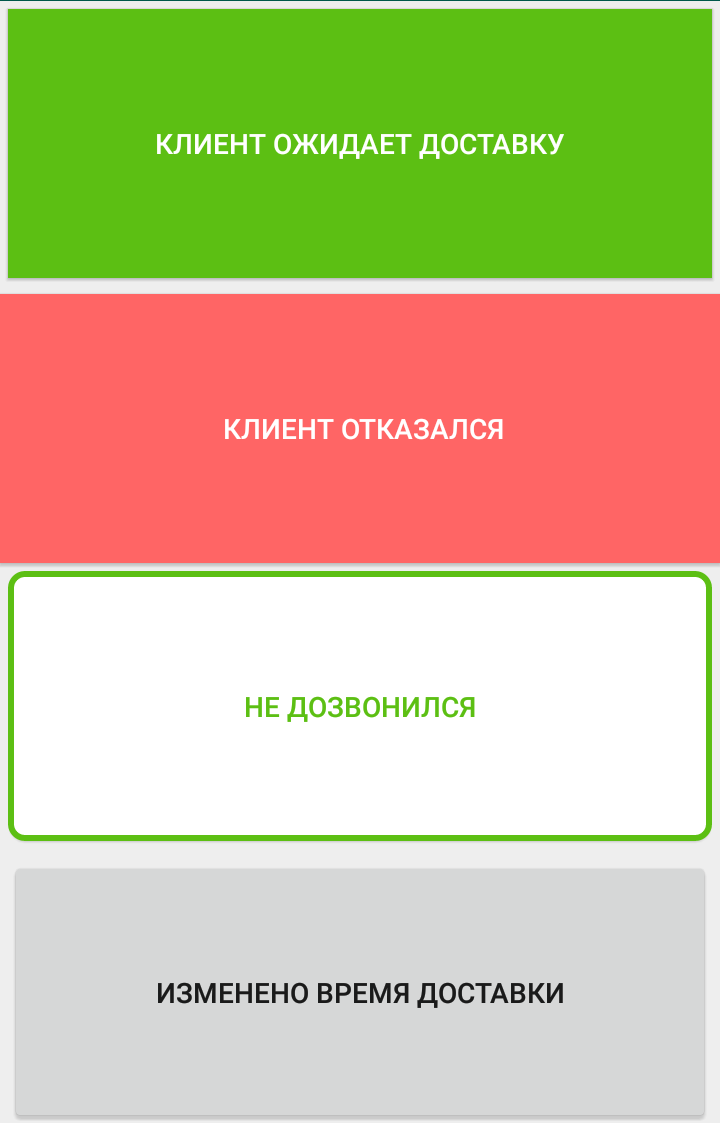 КЛИЕНТ ОЖИДАЕТ ДОСТАВКУ
КЛИЕНТ ОТКАЗАЛСЯ
НЕ ДОЗВОНИЛСЯ
ИЗМЕНЕНО ВРЕМЯ ДОСТАВКИ